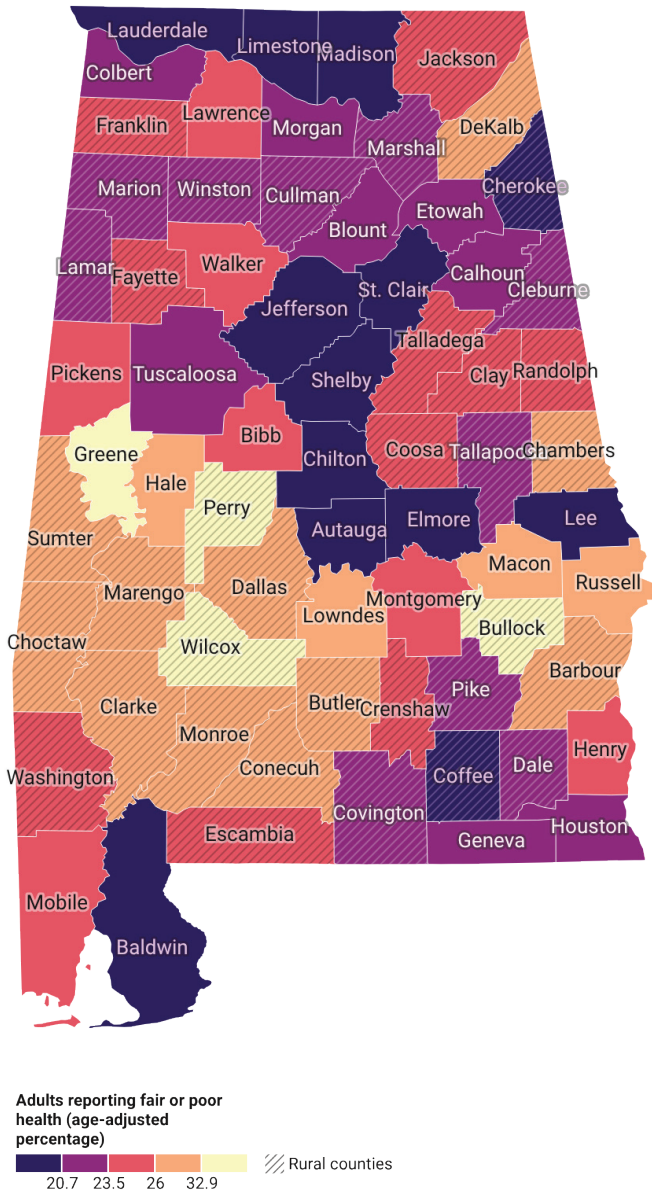 Lauderdale
Limestone
Madison
Jackson
Colbert
Lawrence
Franklin
Morgan
DeKalb
Marshall
Marion
Winston
Cullman
Cherokee
Etowah
Blount
Lamar
Fayette
Walker
Calhoun
Cleburne
St. Clair
Jefferson
Talladega
Pickens
Tuscaloosa
Shelby
Clay
Randolph
Bibb
Coosa
Tallapoosa
Chambers
Greene
Chilton
Hale
Perry
Autauga
Elmore
Lee
Sumter
Macon
Russell
Marengo
Dallas
Lowndes
Montgomery
Bullock
Choctaw
Wilcox
Barbour
Pike
Clarke
Butler
Crenshaw
Monroe
Henry
Washington
Conecuh
Coffee
Dale
Covington
Houston
Escambia
Geneva
Mobile
Baldwin
Adults reporting fair or poor
health (age-adjusted
percentage)
Rural counties
20.7 23.5 26 32.9